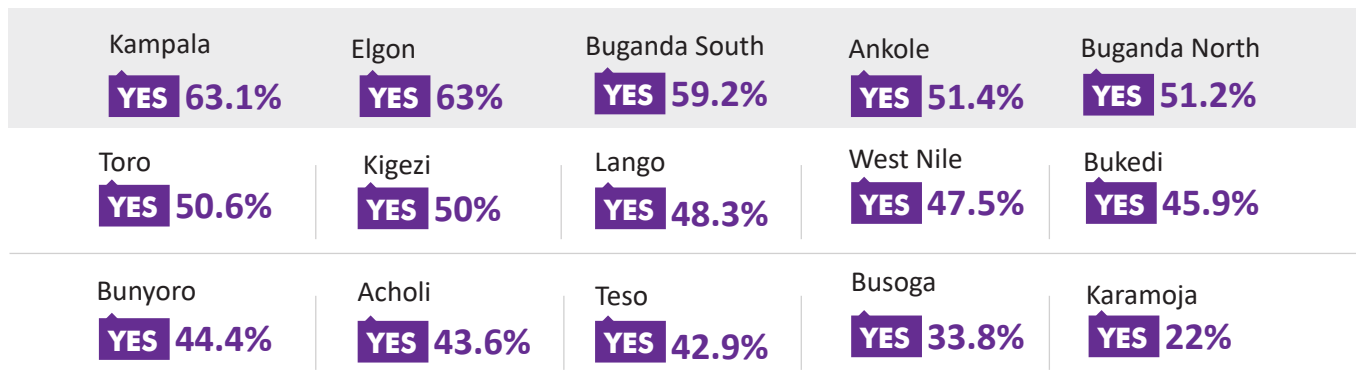 Kampala Elgon Buganda South Ankole Buganda North
YES 63.1% YES 63% YES 59.2% YES 51.4% YES 51.2%
Toro Kigezi Lango West Nile Bukedi
YES 50.6% YES 50% YES 48.3% YES 47.5% YES 45.9%
Bunyoro Acholi Teso Busoga Karamoja
YES 44.4% YES 43.6% YES 42.9% YES 33.8% YES 22%